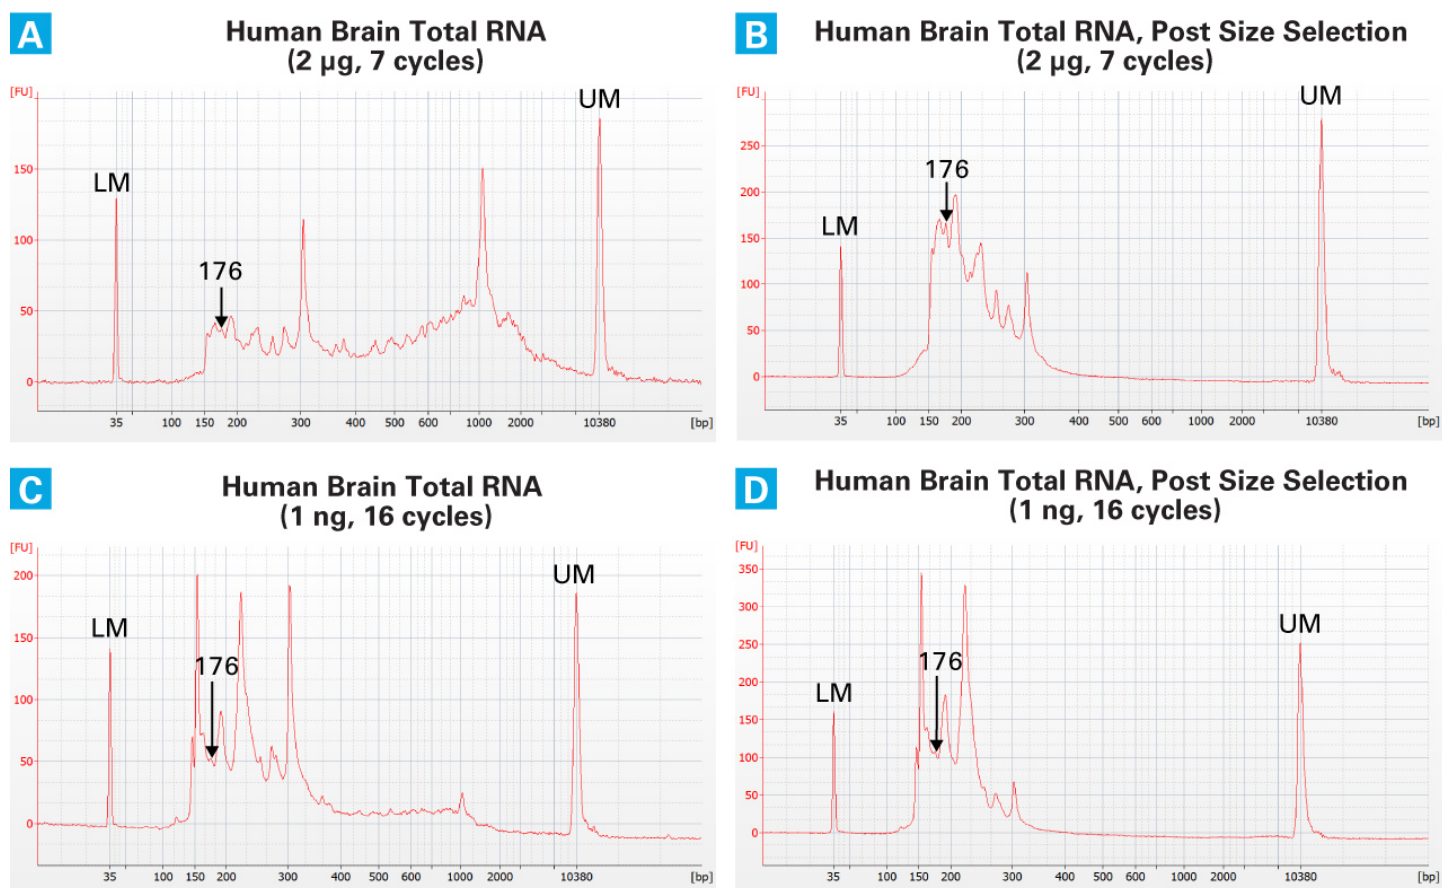 A
Human Brain Total RNA
(2 µg, 7 cycles)
[FU]
150
100
50
0
LM
176
UM
35 100 150 200 300 400 500 600 1000 2000 10380 [bp]
B
Human Brain Total RNA, Post Size Selection
(2 µg, 7 cycles)
[FU]
250
200
150
100
50
0
LM
176
UM
35 100 150 200 300 400 500 600 1000 2000 10380 [bp]
C
Human Brain Total RNA
(1 ng, 16 cycles)
[FU]
200
150
100
50
0
LM
176
UM
35 100 150 200 300 400 500 600 1000 2000 10380 [bp]
D
Human Brain Total RNA, Post Size Selection
(1 ng, 16 cycles)
[FU]
350
300
250
200
150
100
50
0
LM
176
UM
35 100 150 200 300 400 500 600 1000 2000 10380 [bp]